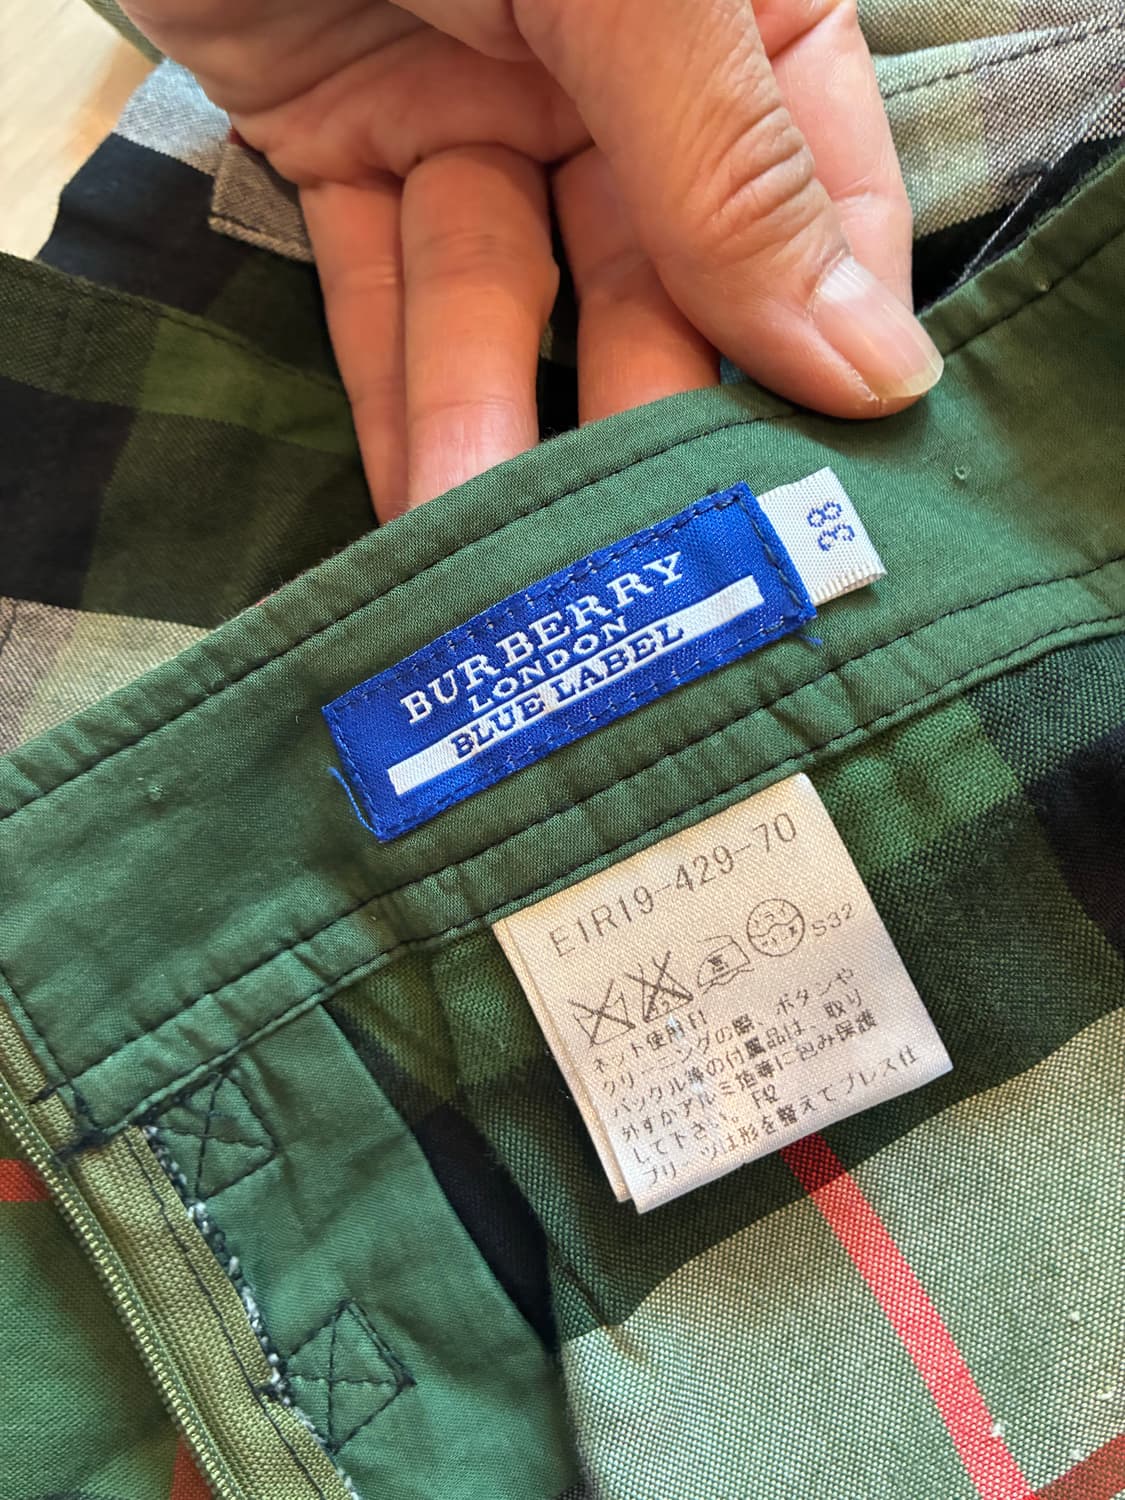 BURBERRY
LONDON
BLUE LABEL
38
E1R19-429-70
S32
ネット使用
クリーニングの際、ボタンや
バックル等の付属品は、取り
外すかアルミ箔等に包み保護
して下さい。
プリーツは形を整えてプレス仕